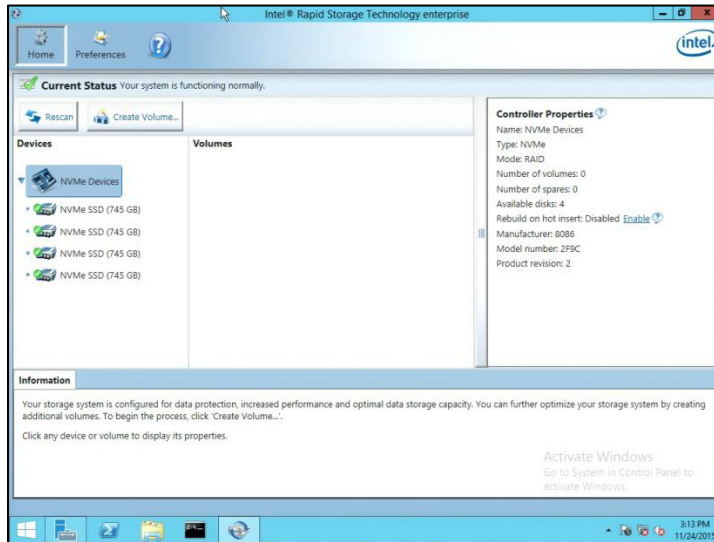 Intel® Rapid Storage Technology enterprise
Home
Preferences
intel
Current Status Your system is functioning normally.
Rescan
Create Volume...
Devices
Volumes
NVMe Devices
NVMe SSD (745 GB)
NVMe SSD (745 GB)
NVMe SSD (745 GB)
NVMe SSD (745 GB)
Controller Properties
Name: NVMe Devices
Type: NVMe
Mode: RAID
Number of volumes: 0
Number of spares: 0
Available disks: 4
Rebuild on hot insert: Disabled Enable
Manufacturer: 8086
Model number: 2F9C
Product revision: 2
Information
Your storage system is configured for data protection, increased performance and optimal data storage capacity. You can further optimize your storage system by creating
additional volumes. To begin the process, click 'Create Volume...'.
Click any device or volume to display its properties.
Activate Windows
Go to System in Control Panel to
activate Windows.
3:13 PM
11/24/2015